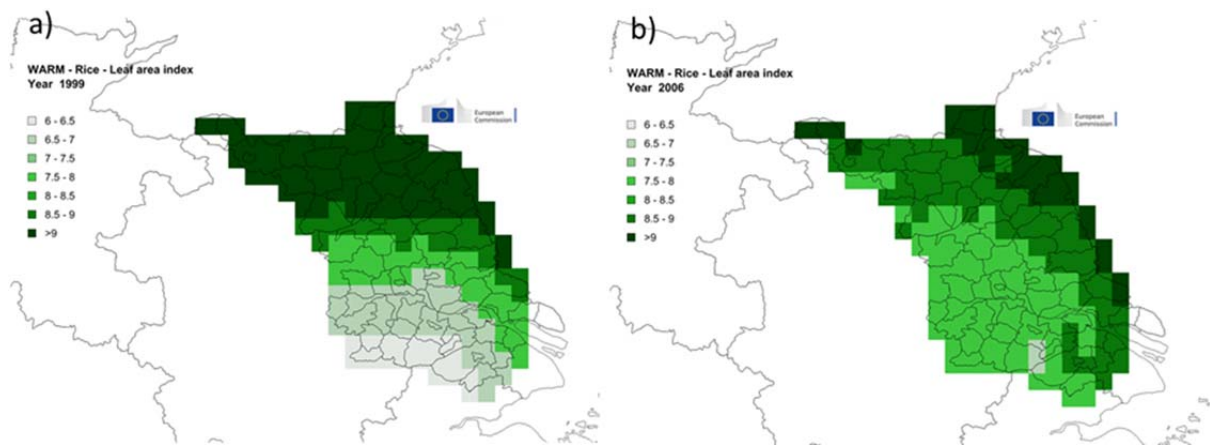 a)
WARM - Rice - Leaf area index
Year 1999
6 - 6.5
6.5 - 7
7 - 7.5
7.5 - 8
8 - 8.5
8.5 - 9
>9
European
Commission
b)
WARM - Rice - Leaf area index
Year 2006
6 - 6.5
6.5 - 7
7 - 7.5
7.5 - 8
8 - 8.5
8.5 - 9
>9
European
Commission